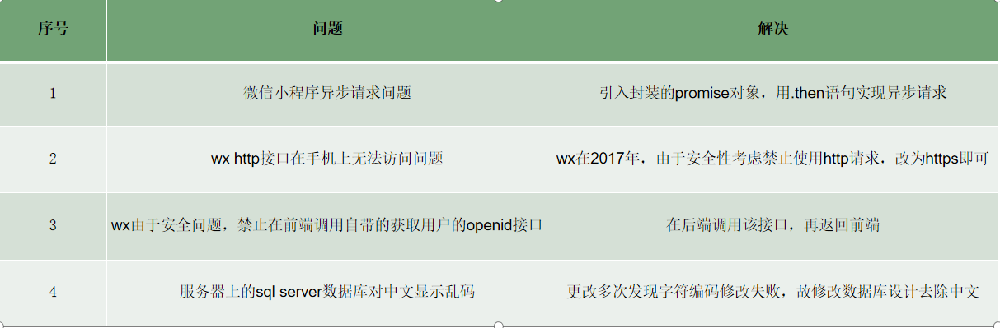 序号 问题 解决
1 微信小程序异步请求问题 引入封装的promise对象，用.then语句实现异步请求
2 wx http接口在手机上无法访问问题 wx在2017年，由于安全性考虑禁止使用http请求，改为https即可
3 wx由于安全问题，禁止在前端调用自带的获取用户的openid接口 在后端调用该接口，再返回前端
4 服务器上的sql server数据库对中文显示乱码 更改多次发现字符编码修改失败，故修改数据库设计去除中文